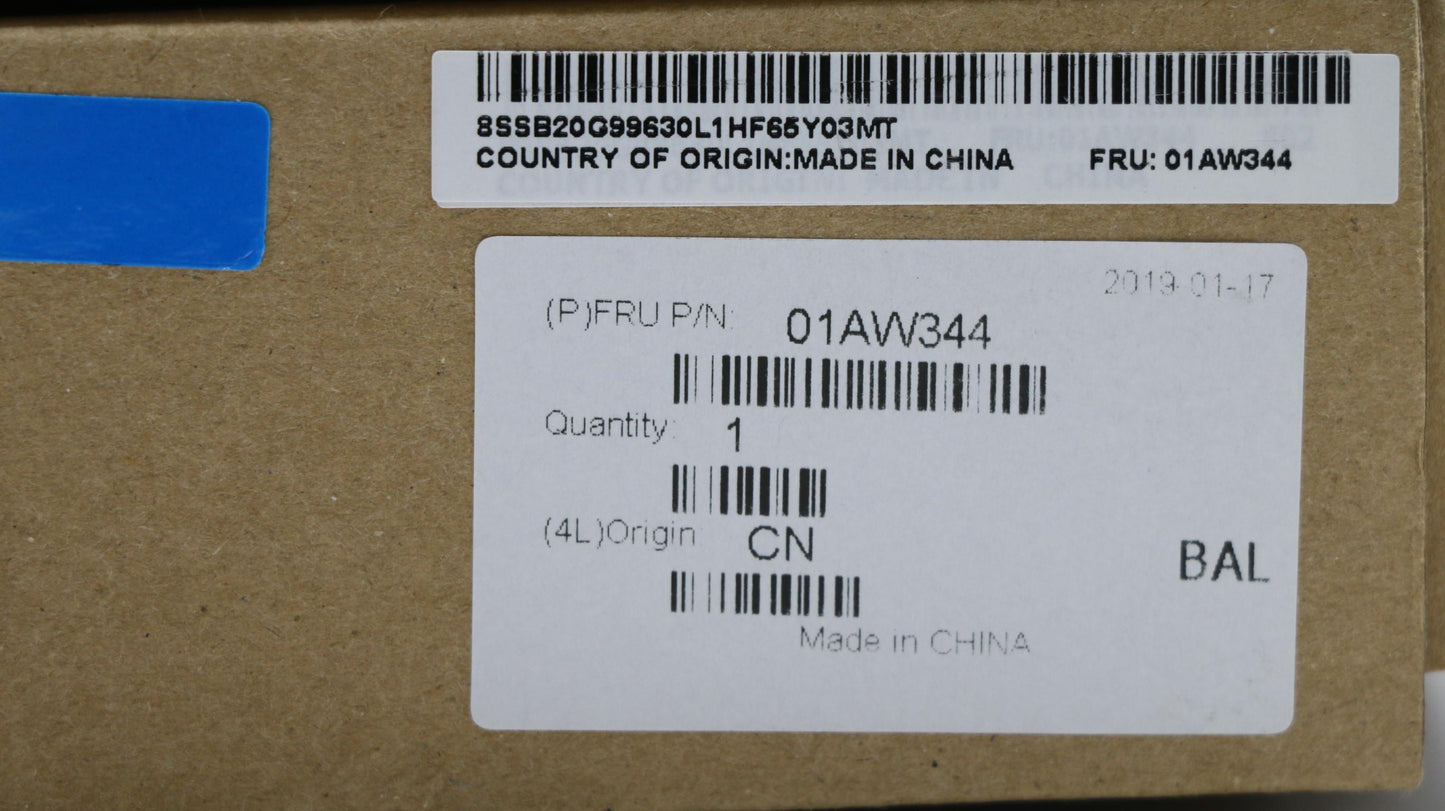 8SSB20G99630L1HF65Y03MT
COUNTRY OF ORIGIN:MADE IN CHINA FRU: 01AW344
2019-01-17
(P)FRU P/N: 01AW344
Quantity: 1
(4L)Origin: CN
BAL
Made in CHINA